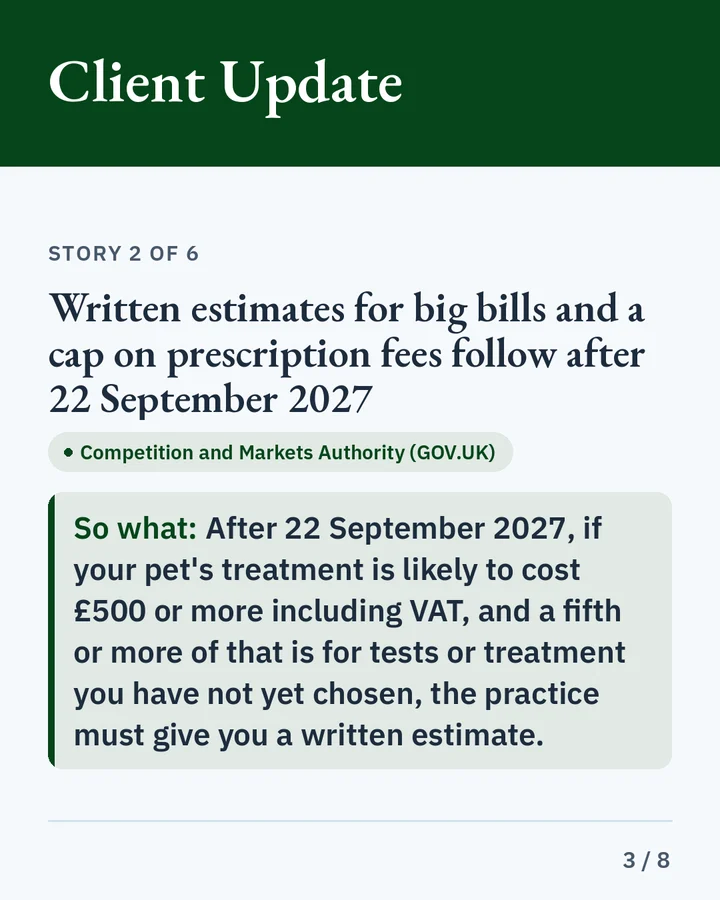 Client Update
STORY 2 OF 6
Written estimates for big bills and a
cap on prescription fees follow after
22 September 2027
• Competition and Markets Authority (GOV.UK)
So what: After 22 September 2027, if
your pet's treatment is likely to cost
£500 or more including VAT, and a fifth
or more of that is for tests or treatment
you have not yet chosen, the practice
must give you a written estimate.
3 / 8